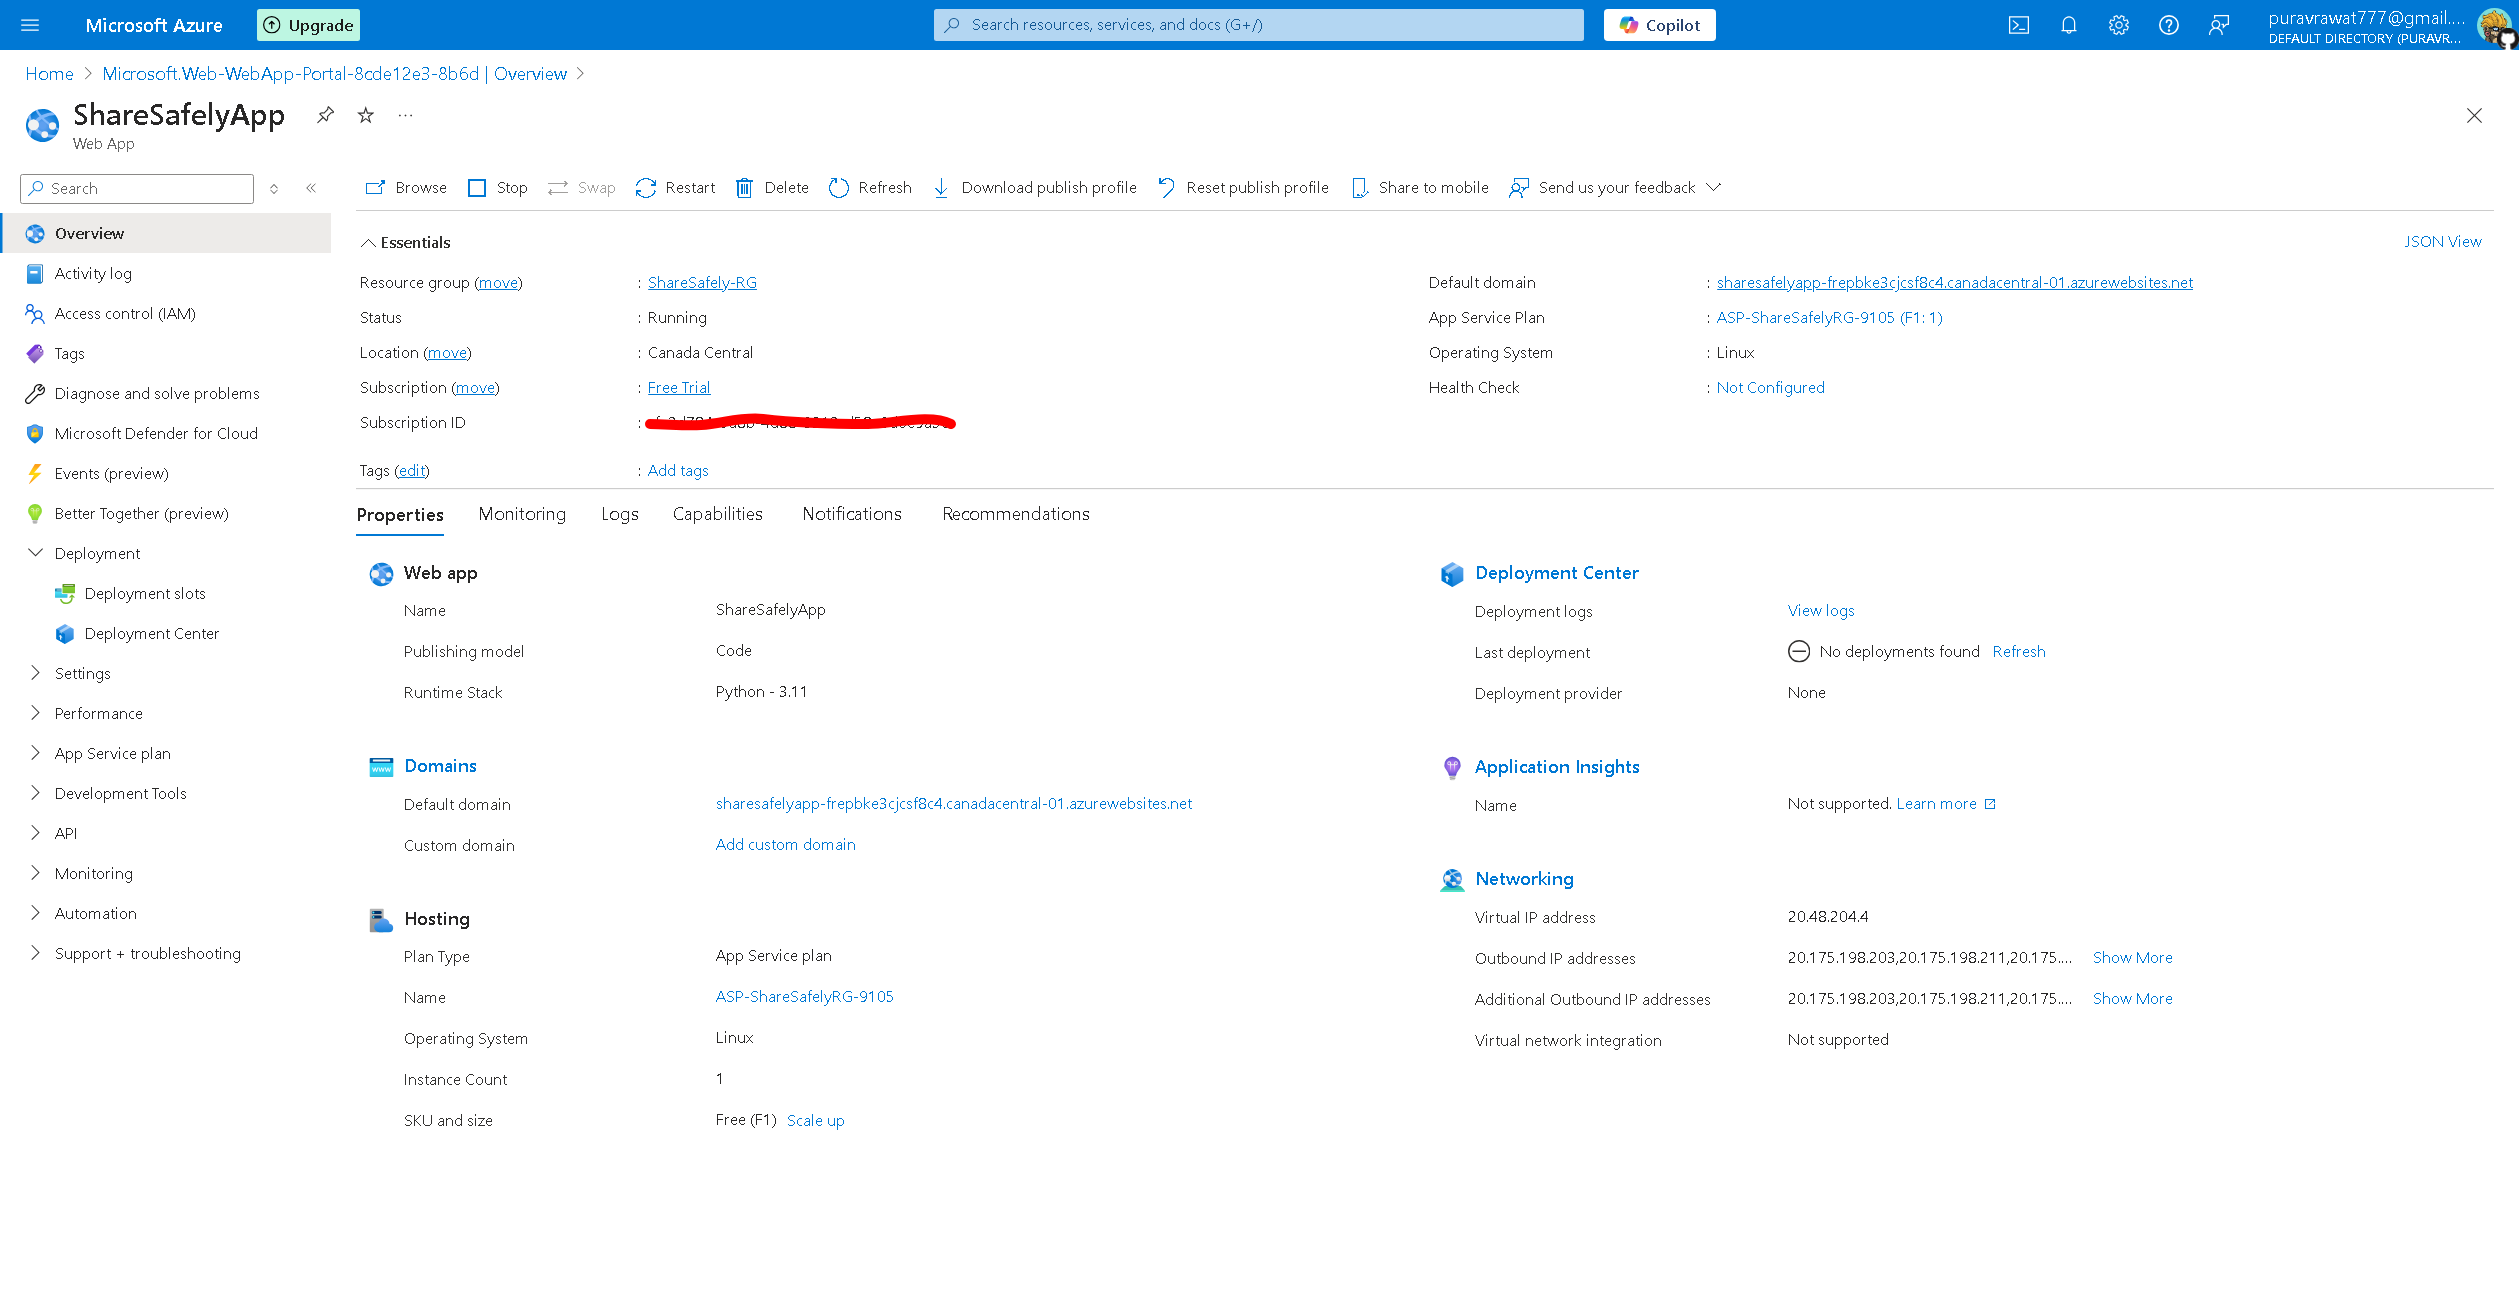 Microsoft Azure
Upgrade
Search resources, services, and docs (G+/)
Copilot
puravrawat777@gmail....
DEFAULT DIRECTORY (PURAVR...
Home > Microsoft.Web-WebApp-Portal-8cde12e3-8b6d | Overview >
ShareSafelyApp
Web App
Search
Browse Stop Swap Restart Delete Refresh Download publish profile Reset publish profile Share to mobile Send us your feedback
Overview
Activity log
Access control (IAM)
Tags
Diagnose and solve problems
Microsoft Defender for Cloud
Events (preview)
Better Together (preview)
Deployment
Deployment slots
Deployment Center
Settings
Performance
App Service plan
Development Tools
API
Monitoring
Automation
Support + troubleshooting
Essentials
JSON View
Resource group (move) : ShareSafely-RG
Status : Running
Location (move) : Canada Central
Subscription (move) : Free Trial
Subscription ID :
Tags (edit) : Add tags
Default domain : sharesafelyapp-frepbke3cjcsf8c4.canadacentral-01.azurewebsites.net
App Service Plan : ASP-ShareSafelyRG-9105 (F1: 1)
Operating System : Linux
Health Check : Not Configured
Properties Monitoring Logs Capabilities Notifications Recommendations
Web app
Name ShareSafelyApp
Publishing model Code
Runtime Stack Python - 3.11
Domains
Default domain sharesafelyapp-frepbke3cjcsf8c4.canadacentral-01.azurewebsites.net
Custom domain Add custom domain
Hosting
Plan Type App Service plan
Name ASP-ShareSafelyRG-9105
Operating System Linux
Instance Count 1
SKU and size Free (F1) Scale up
Deployment Center
Deployment logs View logs
Last deployment No deployments found Refresh
Deployment provider None
Application Insights
Name Not supported. Learn more
Networking
Virtual IP address 20.48.204.4
Outbound IP addresses 20.175.198.203,20.175.198.211,20.175.... Show More
Additional Outbound IP addresses 20.175.198.203,20.175.198.211,20.175.... Show More
Virtual network integration Not supported